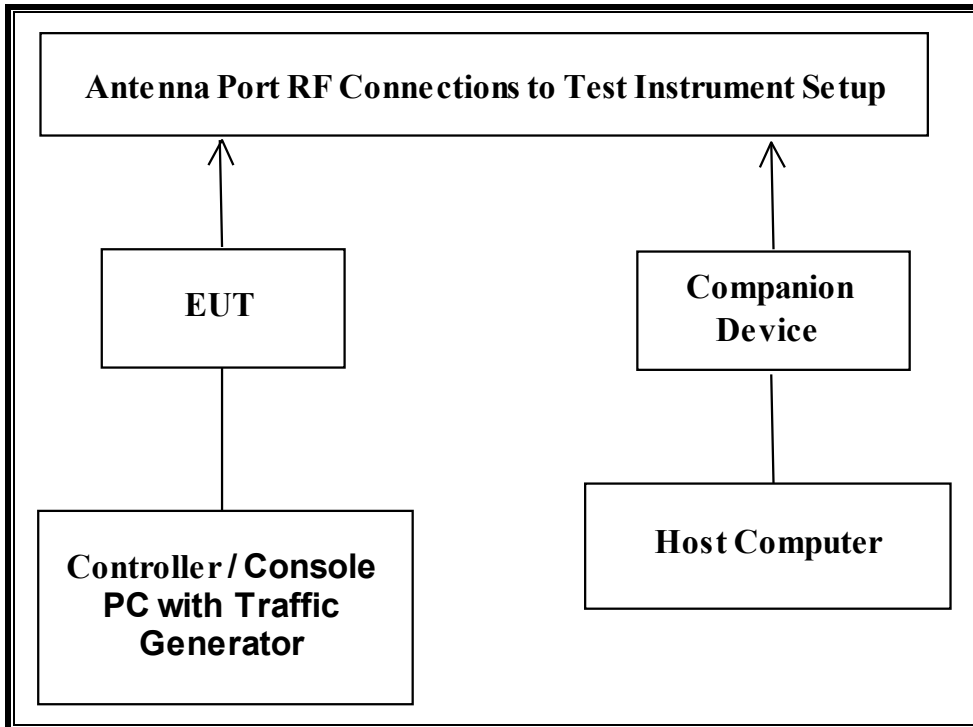 Antenna Port RF Connections to Test Instrument Setup
EUT
Companion
Device
Controller / Console
PC with Traffic
Generator
Host Computer